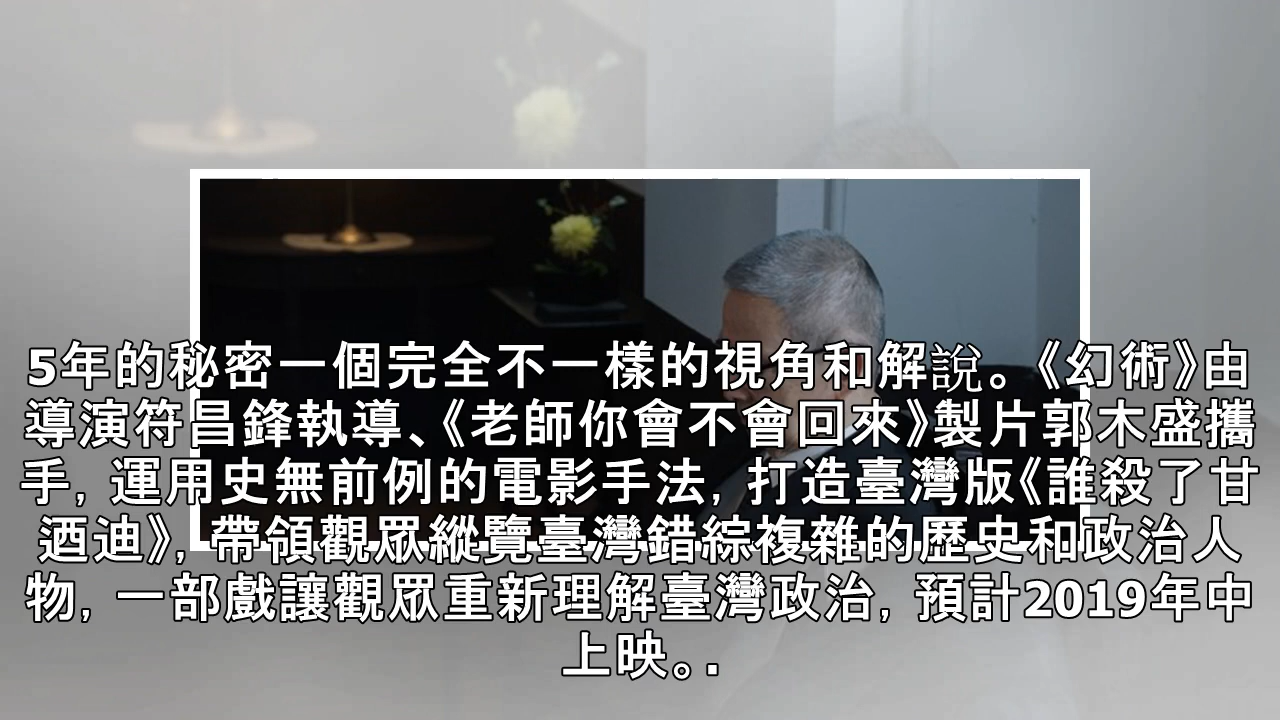 5年的秘密一個完全不一樣的視角和解說。《幻術》由
導演符昌鋒執導、《老師你會不會回來》製片郭木盛攜
手, 運用史無前例的電影手法, 打造臺灣版《誰殺了甘
迺迪》, 帶領觀眾縱覽臺灣錯綜複雜的歷史和政治人
物, 一部戲讓觀眾重新理解臺灣政治, 預計2019年中
上映。.